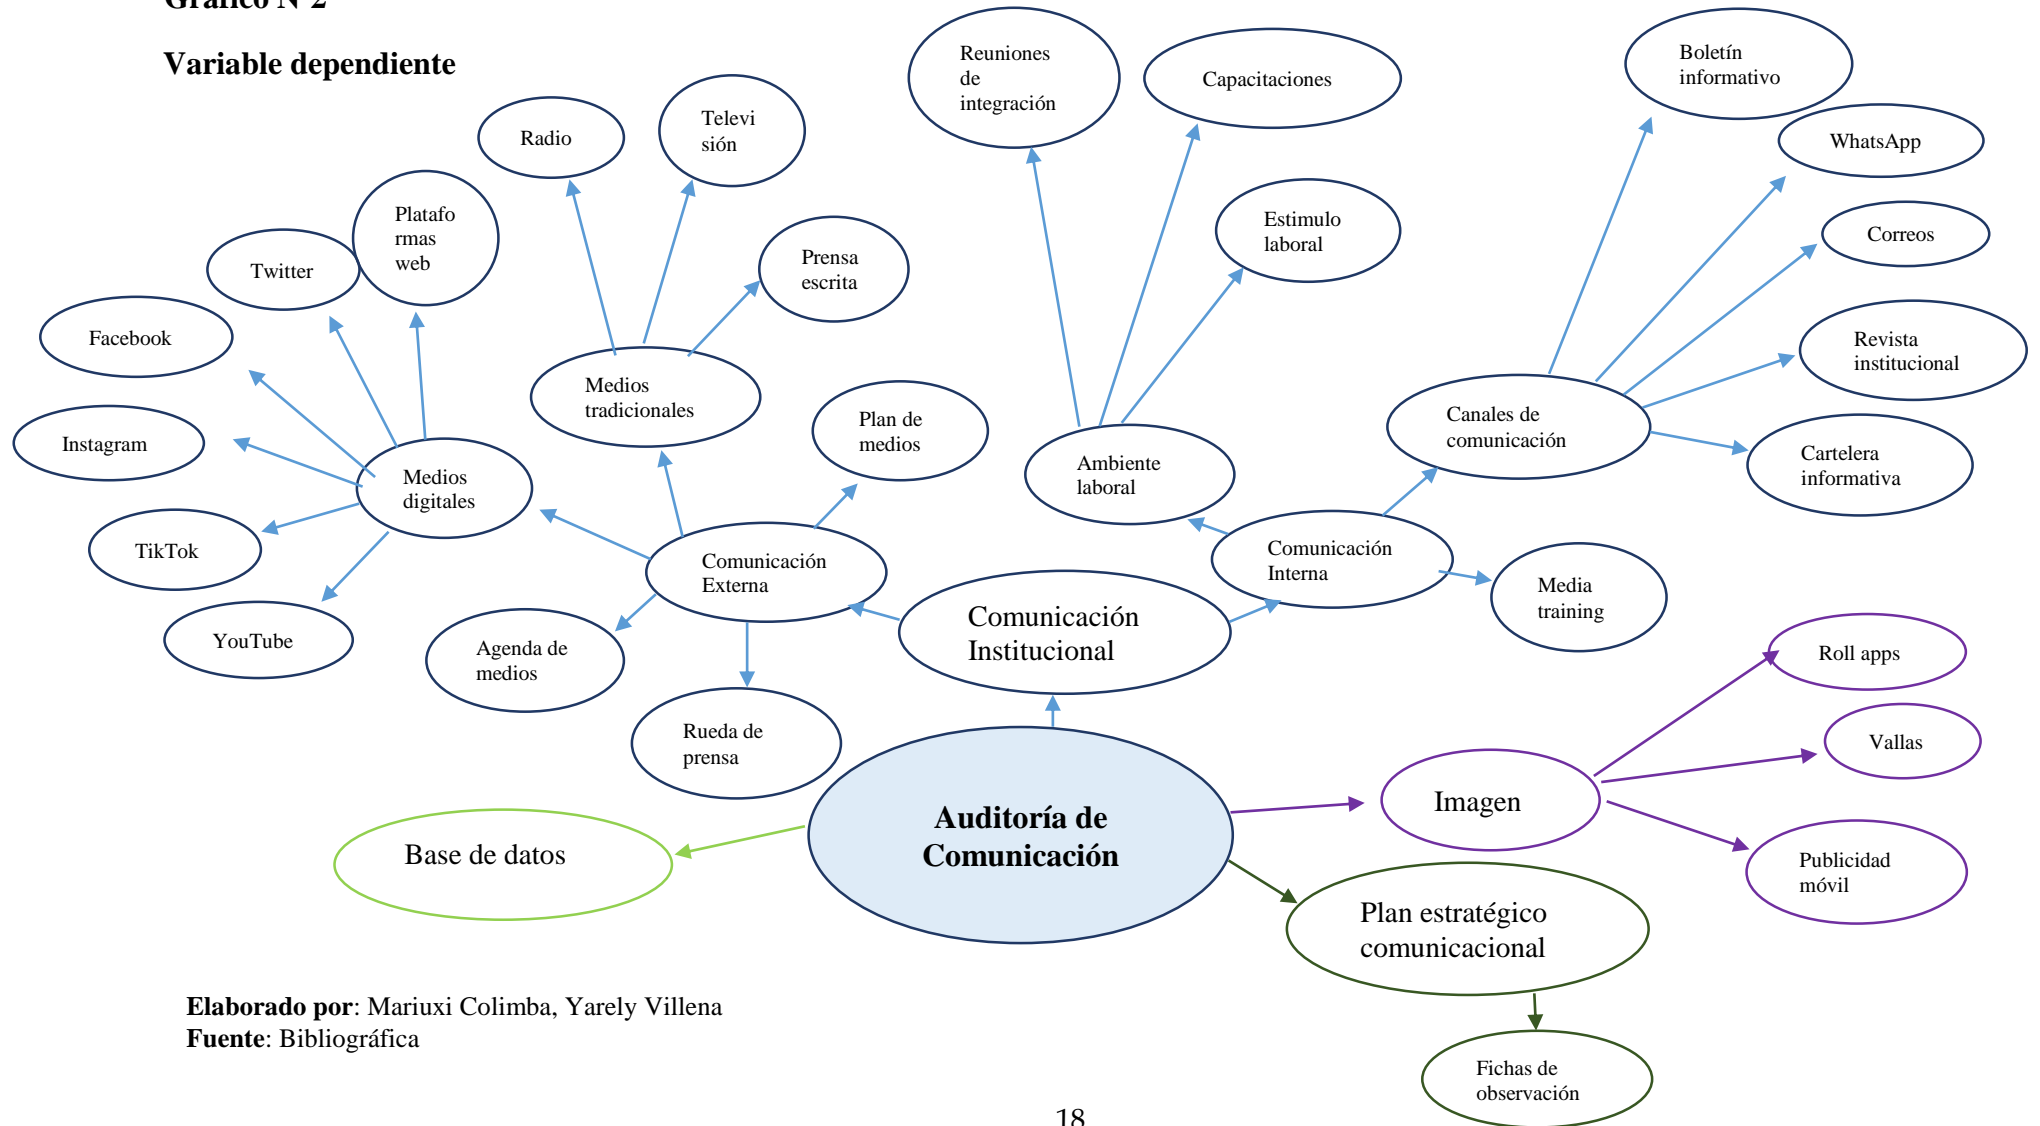 Gráfico N°2
Variable dependiente
Reuniones
de
integración
Capacitaciones
Boletín
informativo
Radio
Televi
sión
WhatsApp
Platafo
rmas
web
Estimulo
laboral
Correos
Twitter
Prensa
escrita
Facebook
Revista
institucional
Medios
tradicionales
Plan de
medios
Canales de
comunicación
Instagram
Medios
digitales
Ambiente
laboral
Cartelera
informativa
TikTok
Comunicación
Externa
Comunicación
Interna
Media
training
YouTube
Agenda de
medios
Comunicación
Institucional
Roll apps
Rueda de
prensa
Vallas
Auditoría de
Comunicación
Imagen
Base de datos
Publicidad
móvil
Plan estratégico
comunicacional
Elaborado por: Mariuxi Colimba, Yarely Villena
Fuente: Bibliográfica
Fichas de
observación
18